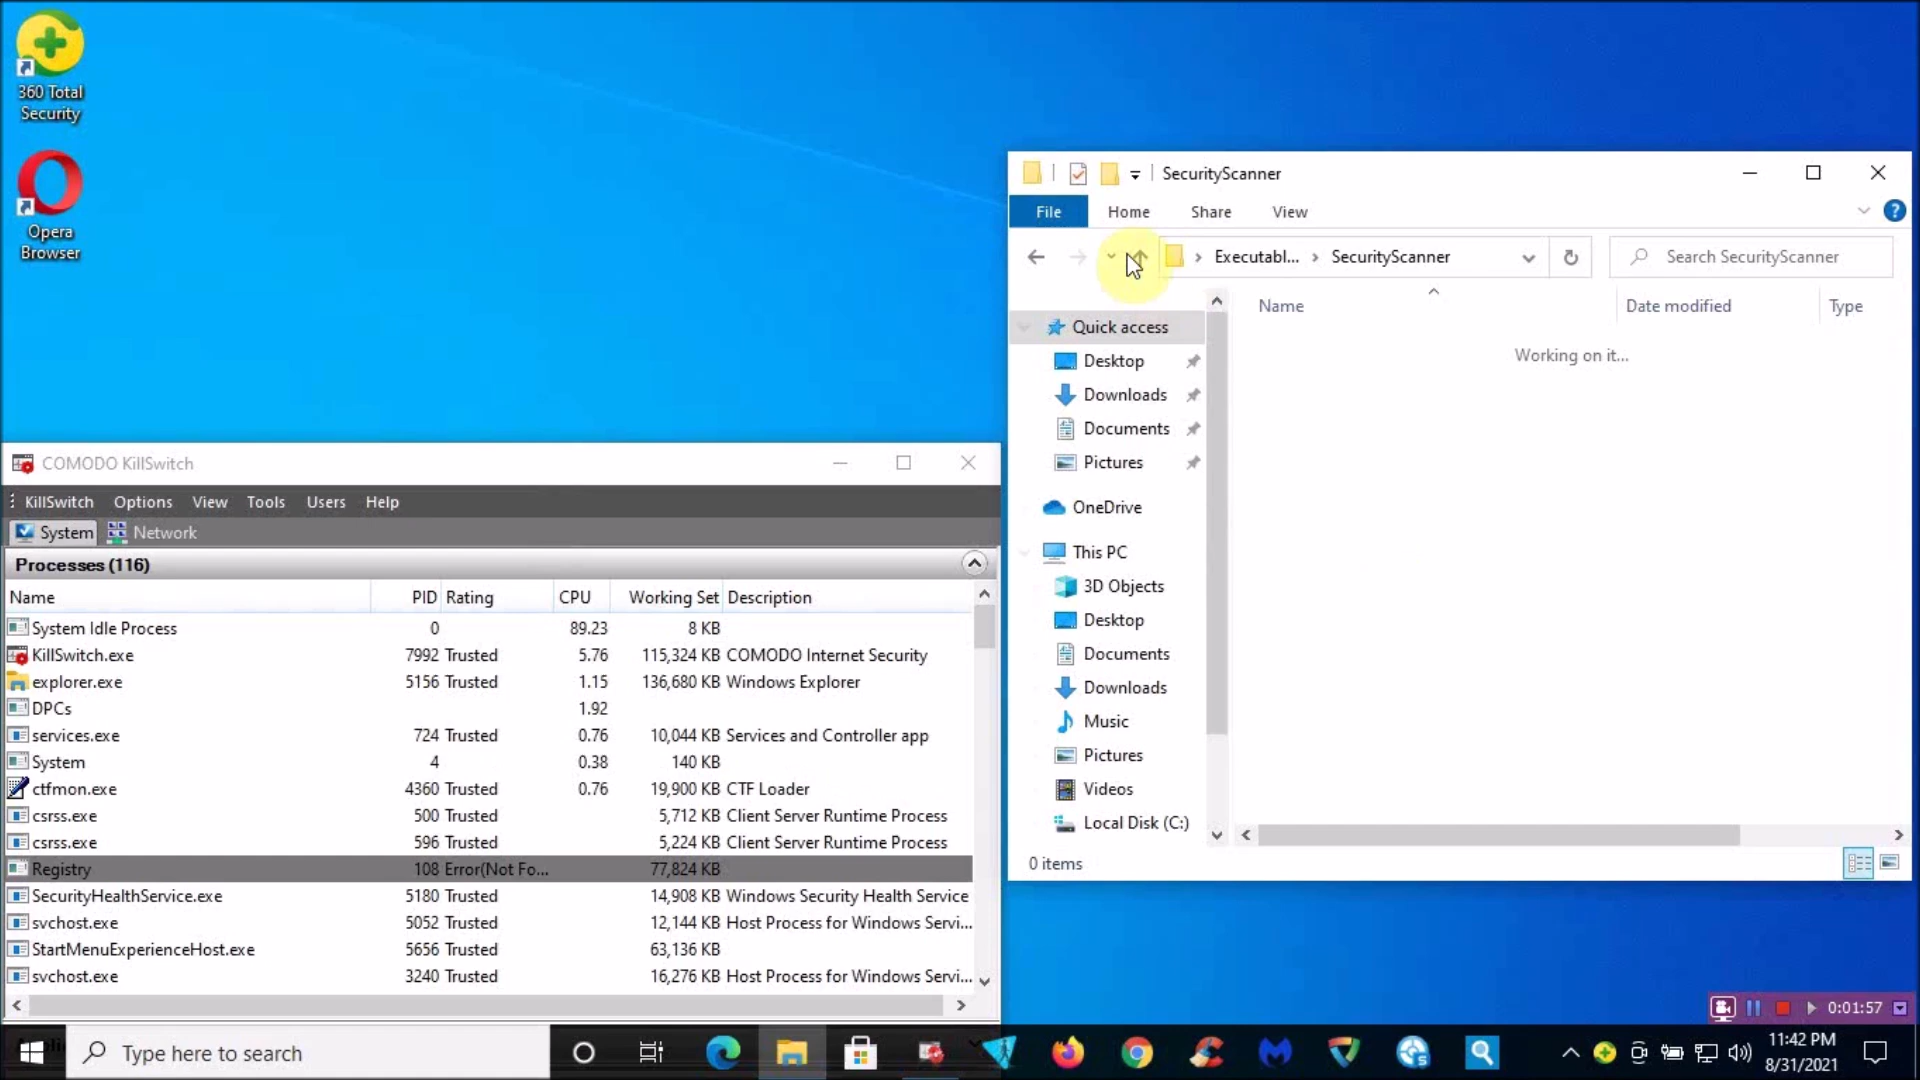 360 Total
Security
Opera
Browser
SecurityScanner
File Home Share View
Executabl... SecurityScanner
Search SecurityScanner
Name Date modified Type
Working on it...
Quick access
Desktop
Downloads
Documents
Pictures
OneDrive
This PC
3D Objects
Desktop
Documents
Downloads
Music
Pictures
Videos
Local Disk (C:)
0 items
COMODO KillSwitch
KillSwitch Options View Tools Users Help
System Network
Processes (116)
Name PID Rating CPU Working Set Description
System Idle Process 0 89.23 8 KB
KillSwitch.exe 7992 Trusted 5.76 115,324 KB COMODO Internet Security
explorer.exe 5156 Trusted 1.15 136,680 KB Windows Explorer
DPCs 1.92
services.exe 724 Trusted 0.76 10,044 KB Services and Controller app
System 4 0.38 140 KB
ctfmon.exe 4360 Trusted 0.76 19,900 KB CTF Loader
csrss.exe 500 Trusted 5,712 KB Client Server Runtime Process
csrss.exe 596 Trusted 5,224 KB Client Server Runtime Process
Registry 108 Error(Not Fo... 77,824 KB
SecurityHealthService.exe 5180 Trusted 14,908 KB Windows Security Health Service
svchost.exe 5052 Trusted 12,144 KB Host Process for Windows Servi...
StartMenuExperienceHost.exe 5656 Trusted 63,136 KB
svchost.exe 3240 Trusted 16,276 KB Host Process for Windows Servi...
0:01:57
Type here to search
11:42 PM
8/31/2021